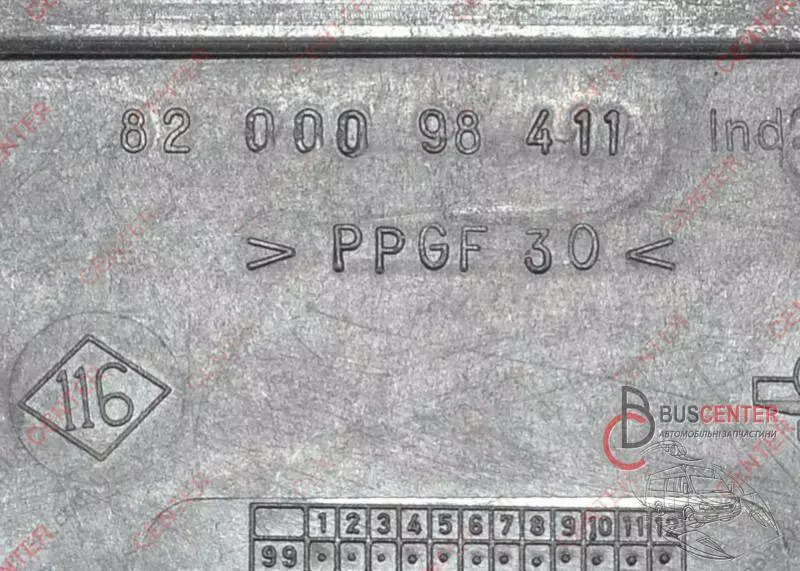 82 000 98 411 Ind
> PPGF 30 <
116
BUSCENTER
АВТОМОБІЛЬНІ ЗАПЧАСТИНИ
1 2 3 4 5 6 7 8 9 10 11 12
99